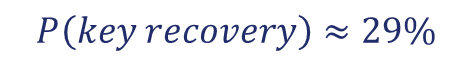 P(key recovery) ≈ 29%